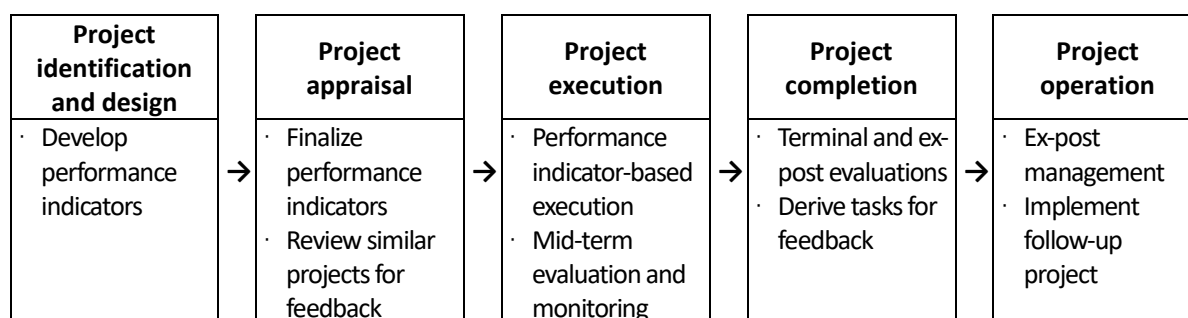 Project
identification
and design
· Develop
performance
indicators
→
Project
appraisal
· Finalize
performance
indicators
· Review similar
projects for
feedback
→
Project
execution
· Performance
indicator-based
execution
· Mid-term
evaluation and
monitoring
→
Project
completion
· Terminal and ex-
post evaluations
· Derive tasks for
feedback
→
Project
operation
· Ex-post
management
· Implement
follow-up
project